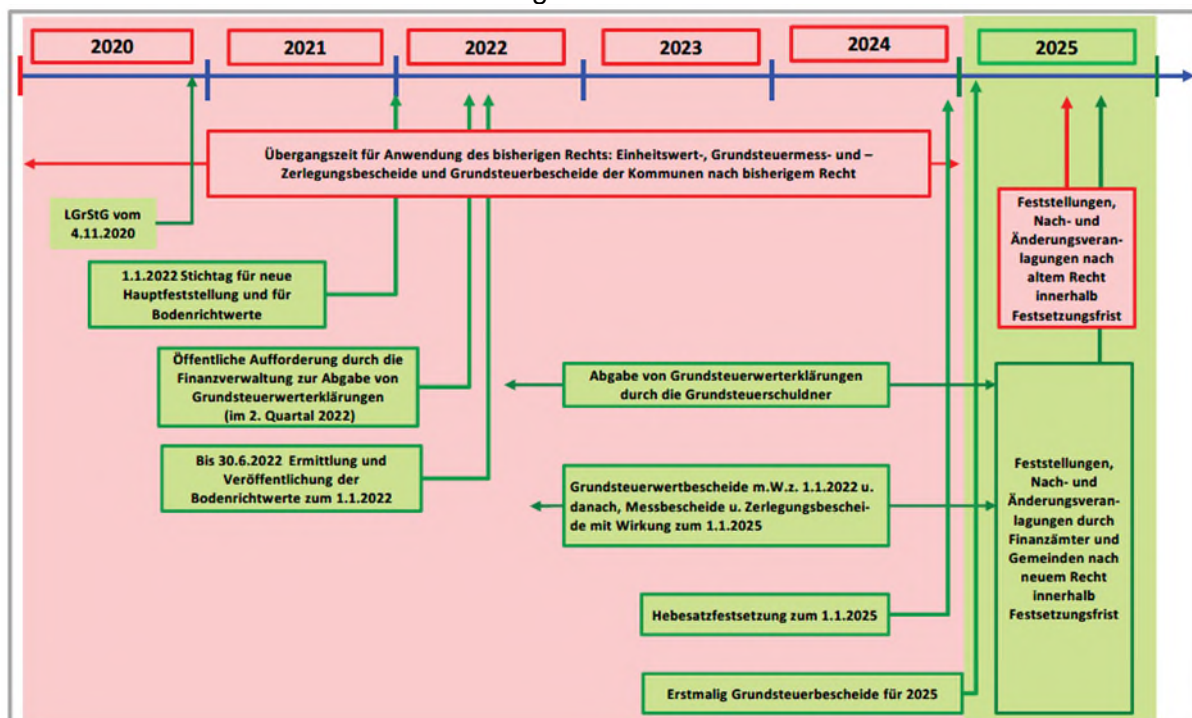 2020
2021
2022
2023
2024
2025
Übergangszeit für Anwendung des bisherigen Rechts: Einheitswert-, Grundsteuermess- und –
Zerlegungsbescheide und Grundsteuerbescheide der Kommunen nach bisherigem Recht
LGrStG vom
4.11.2020
1.1.2022 Stichtag für neue
Hauptfeststellung und für
Bodenrichtwerte
Feststellungen,
Nach- und
Änderungsveran-
lagungen nach
altem Recht
innerhalb
Festsetzungsfrist
Öffentliche Aufforderung durch die
Finanzverwaltung zur Abgabe von
Grundsteuerwerterklärungen
(im 2. Quartal 2022)
Abgabe von Grundsteuerwerterklärungen
durch die Grundsteuerschuldner
Bis 30.6.2022 Ermittlung und
Veröffentlichung der
Bodenrichtwerte zum 1.1.2022
Grundsteuerwertbescheide m.W.z. 1.1.2022 u.
danach, Messbescheide u. Zerlegungsbeschei-
de mit Wirkung zum 1.1.2025
Feststellungen,
Nach- und
Änderungsveran-
lagungen durch
Finanzämter und
Gemeinden nach
neuem Recht
innerhalb
Festsetzungsfrist
Hebesatzfestsetzung zum 1.1.2025
Erstmalig Grundsteuerbescheide für 2025